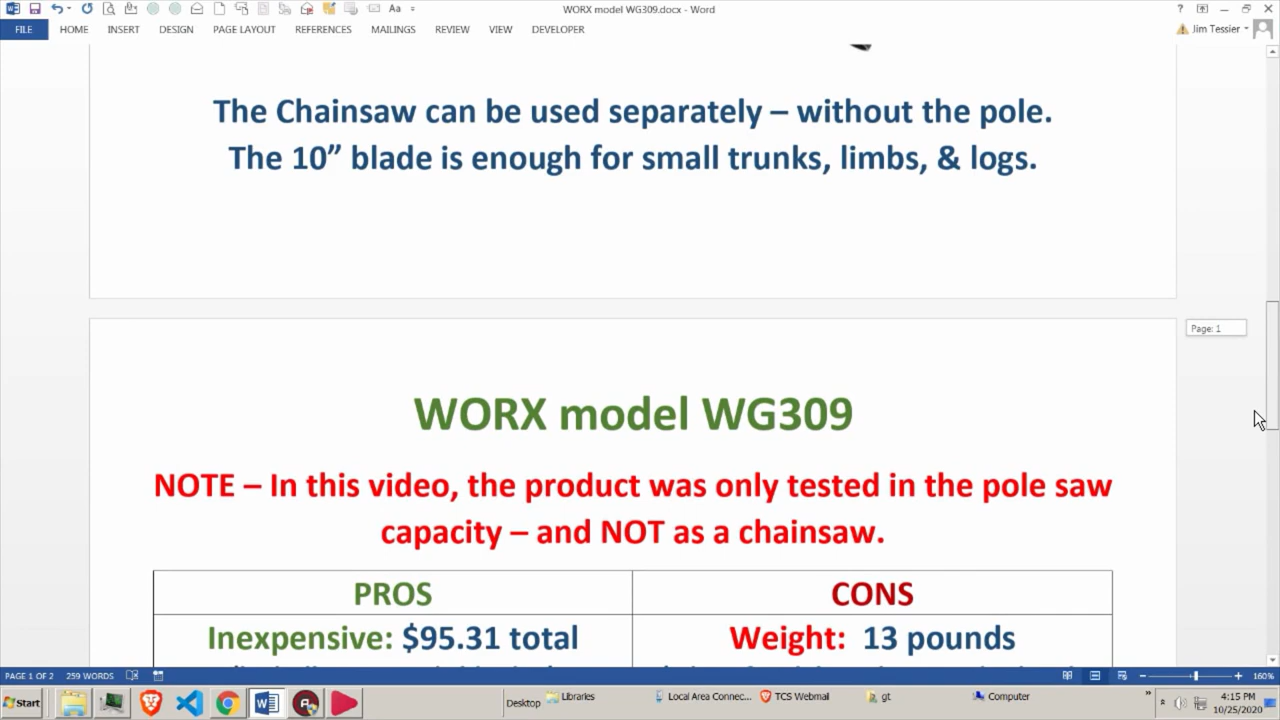 WORX model WG309.docx - Word
FILE HOME INSERT DESIGN PAGE LAYOUT REFERENCES MAILINGS REVIEW VIEW DEVELOPER Jim Tessier
The Chainsaw can be used separately – without the pole.
The 10” blade is enough for small trunks, limbs, & logs.
Page: 1
WORX model WG309
NOTE – In this video, the product was only tested in the pole saw
capacity – and NOT as a chainsaw.
PROS CONS
Inexpensive: $95.31 total Weight: 13 pounds
PAGE 1 OF 2 259 WORDS 160%
Start Desktop Libraries Local Area Connec... TCS Webmail gt Computer 4:15 PM
10/25/2020